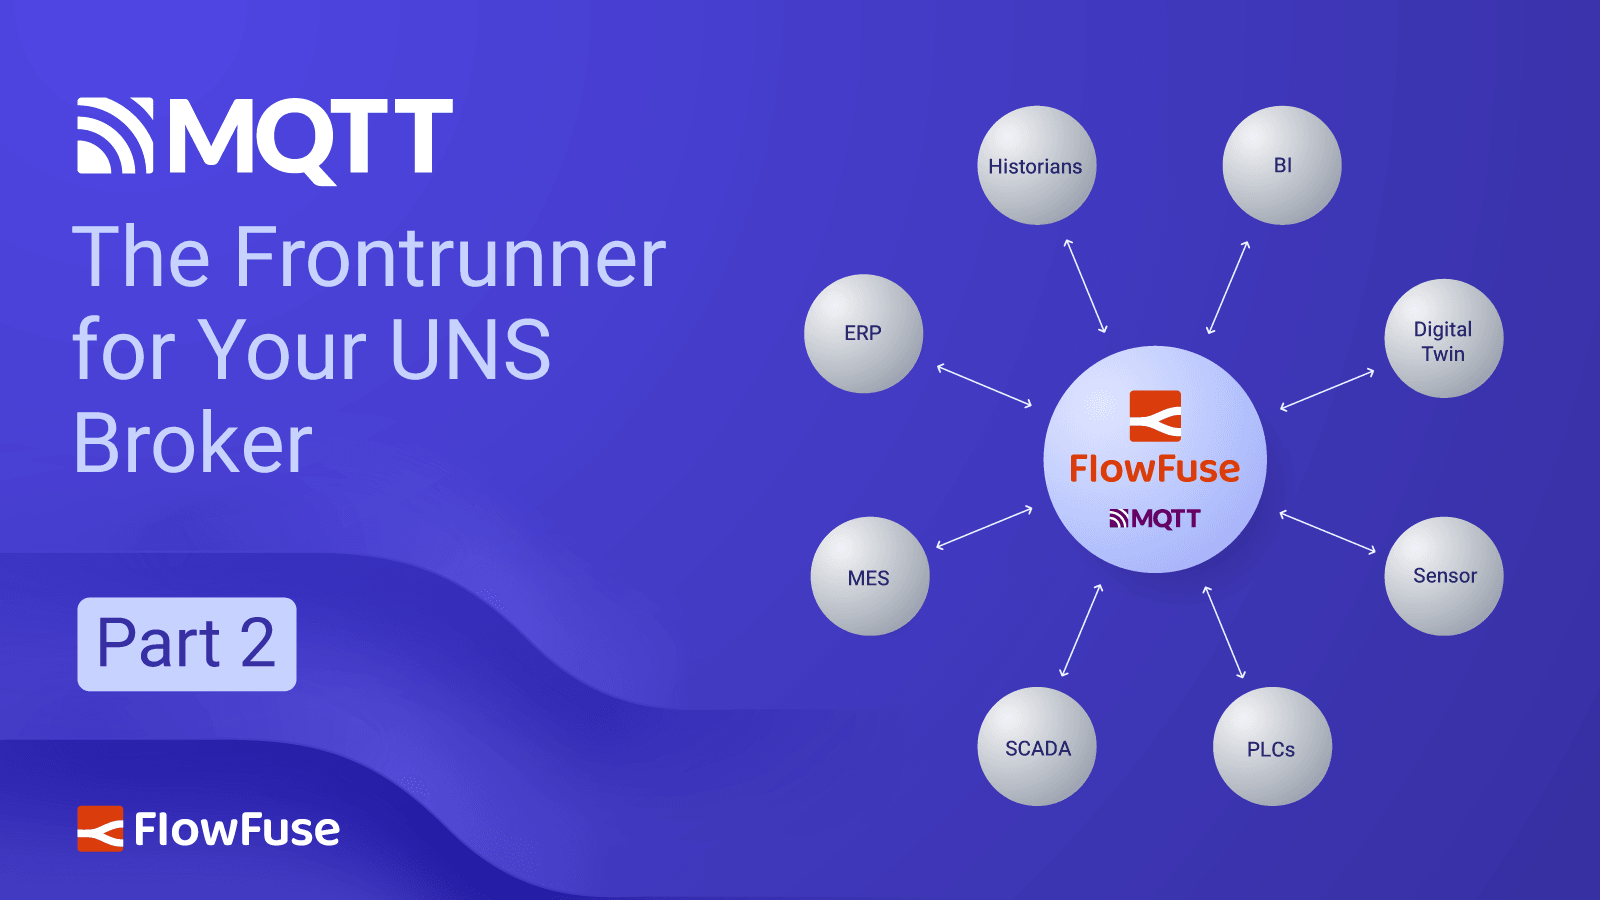 MQTT
The Frontrunner
for Your UNS
Broker
Part 2
FlowFuse
Historians
BI
ERP
Digital
Twin
FlowFuse
MQTT
MES
Sensor
SCADA
PLCs